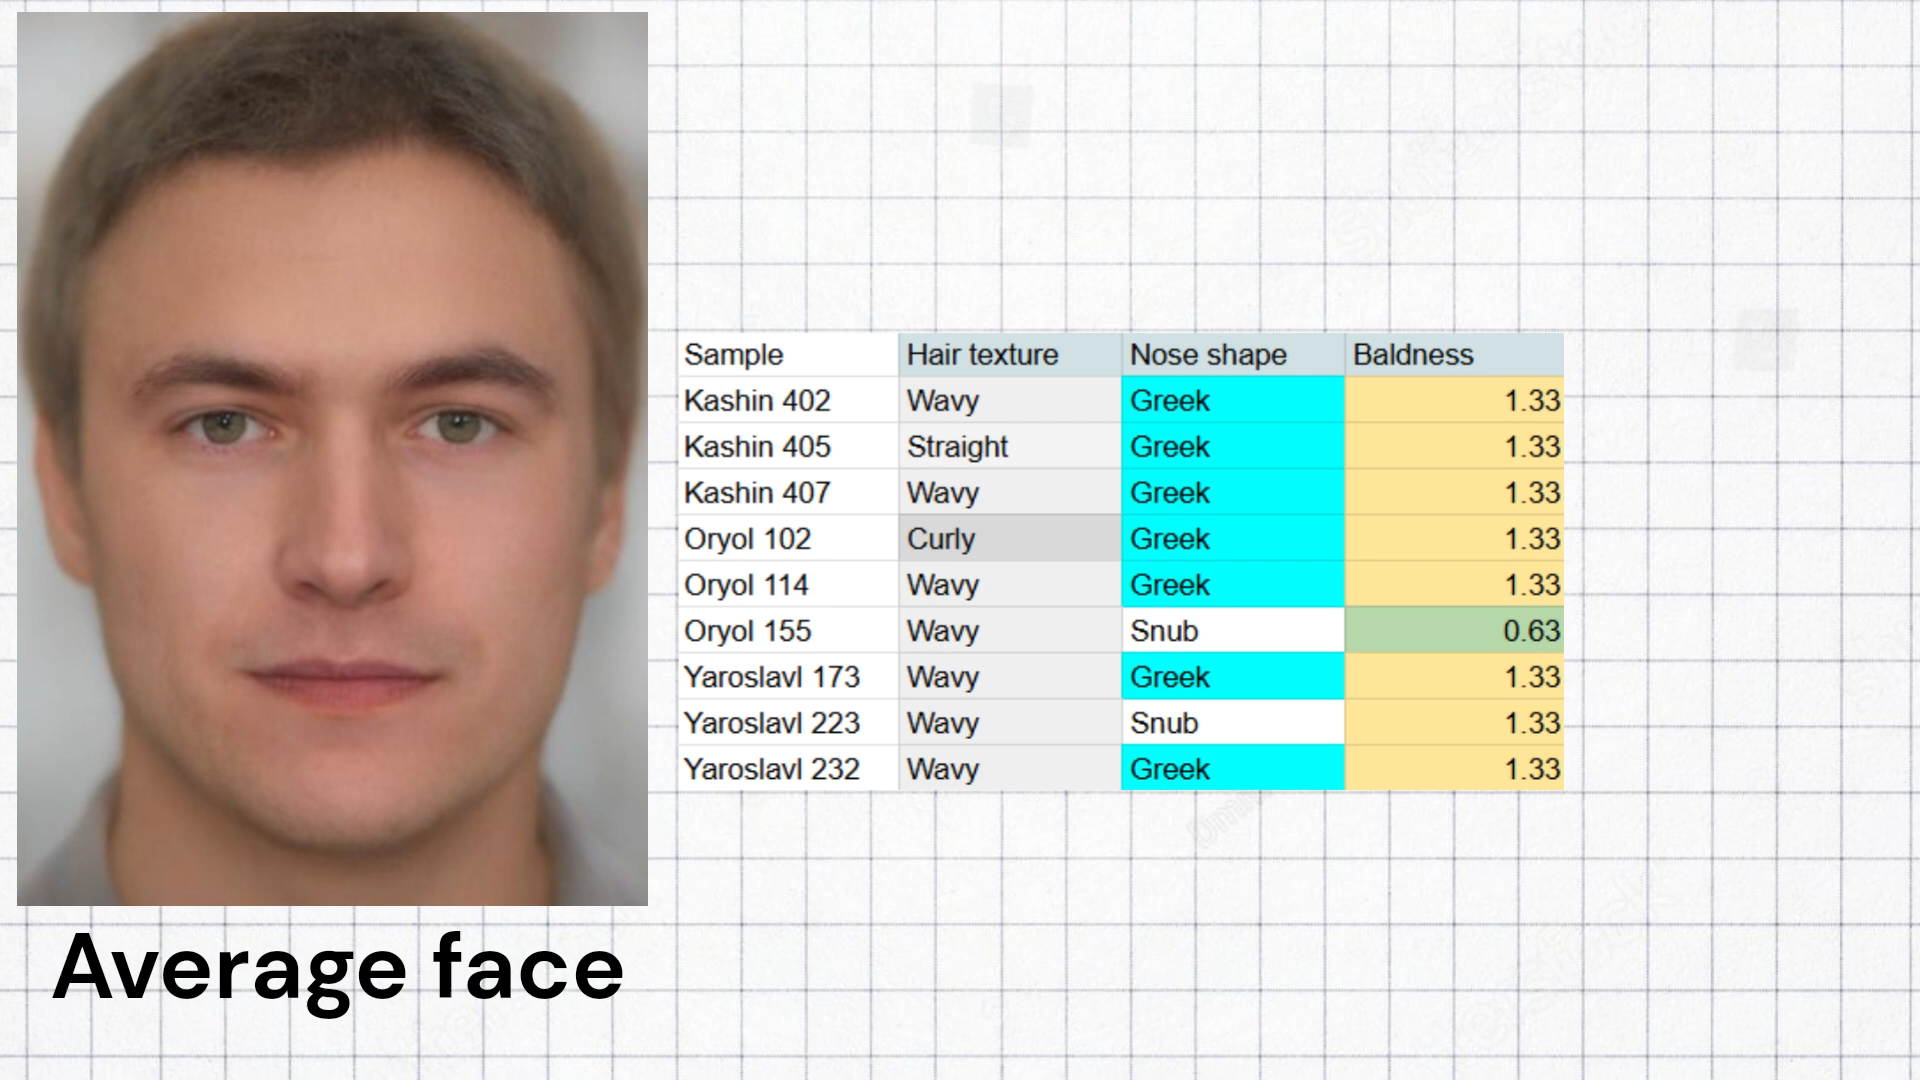 Sample Hair texture Nose shape Baldness
Kashin 402 Wavy Greek 1.33
Kashin 405 Straight Greek 1.33
Kashin 407 Wavy Greek 1.33
Oryol 102 Curly Greek 1.33
Oryol 114 Wavy Greek 1.33
Oryol 155 Wavy Snub 0.63
Yaroslavl 173 Wavy Greek 1.33
Yaroslavl 223 Wavy Snub 1.33
Yaroslavl 232 Wavy Greek 1.33
Average face